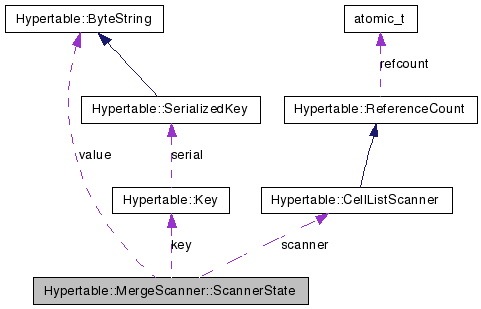 Hypertable::ByteString
atomic_t
refcount
Hypertable::SerializedKey
Hypertable::ReferenceCount
value
serial
Hypertable::Key
Hypertable::CellListScanner
key
scanner
Hypertable::MergeScanner::ScannerState